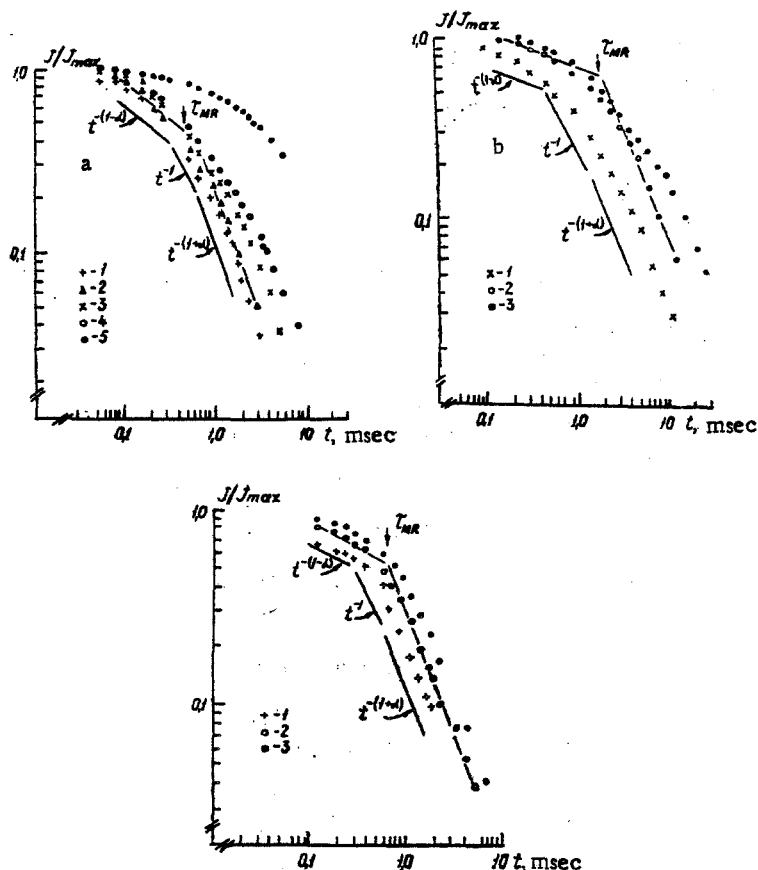 J/Jmax
1,0
τMR
t^-(1-α)
a
t^-1
t^-(1+α)
0,1
+ -1
▲ -2
× -3
o -4
● -5
0,1
1,0
10
t, msec
J/Jmax
1,0
τMR
b
t^-1
0,1
t^-(1+α)
× -1
o -2
● -3
0,1
1,0
10
t, msec
J/Jmax
1,0
τMR
t^-(1-α)
t^-1
0,1
t^-(1+α)
+ -1
o -2
● -3
0,1
1,0
10
t, msec